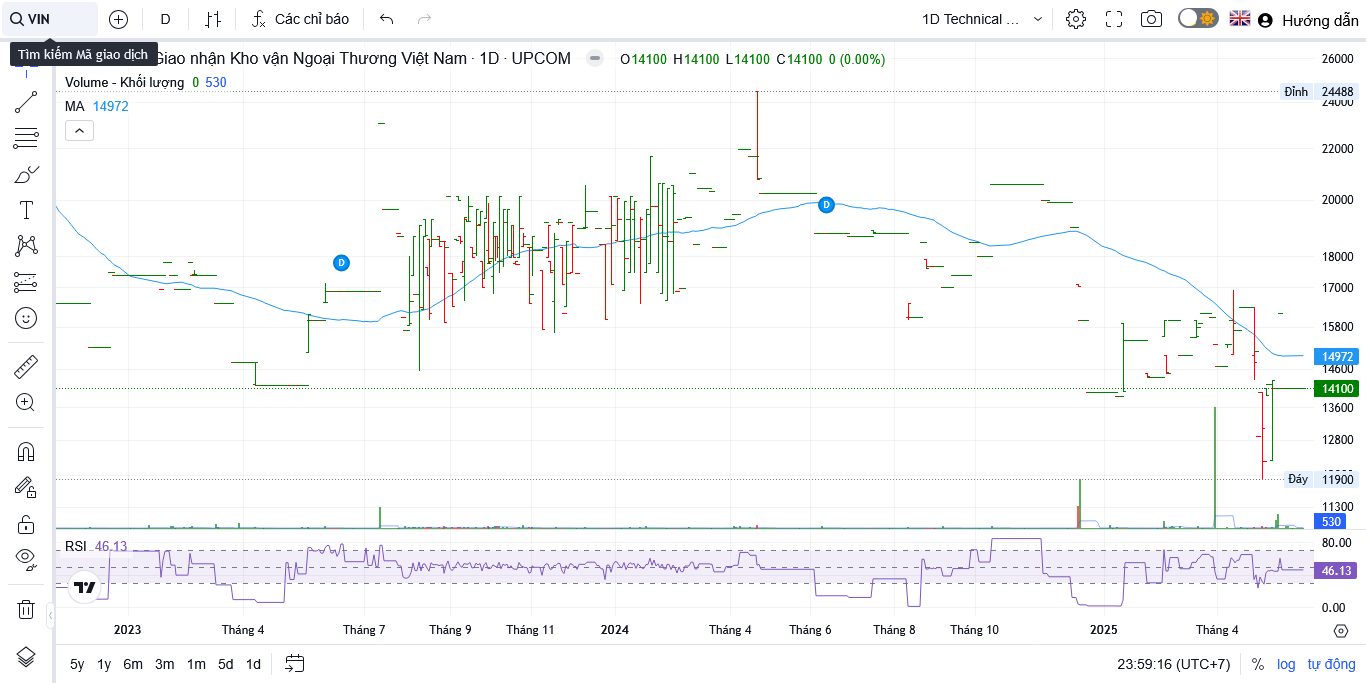 VIN
D
Các chỉ báo
1D Technical ...
Hướng dẫn
Tìm kiếm Mã giao dịch
Giao nhận Kho vận Ngoại Thương Việt Nam · 1D · UPCOM
O14100 H14100 L14100 C14100 0 (0.00%)
Volume - Khối lượng 0 530
MA 14972
26000
Đỉnh 24488
24000
22000
20000
18000
17000
15800
14972
14600
14100
13600
12800
Đáy 11900
11300
530
D
D
RSI 46.13
80.00
46.13
0.00
2023 Tháng 4 Tháng 7 Tháng 9 Tháng 11 2024 Tháng 4 Tháng 6 Tháng 8 Tháng 10 2025 Tháng 4
5y 1y 6m 3m 1m 5d 1d
23:59:16 (UTC+7) % log tự động